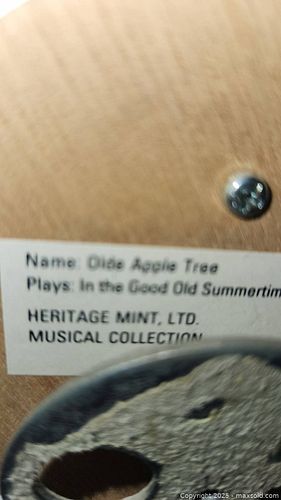 Name: Olde Apple Tree
Plays: In the Good Old Summertim
HERITAGE MINT, LTD.
MUSICAL COLLECTION
Copyright 2025 - maxsold.com